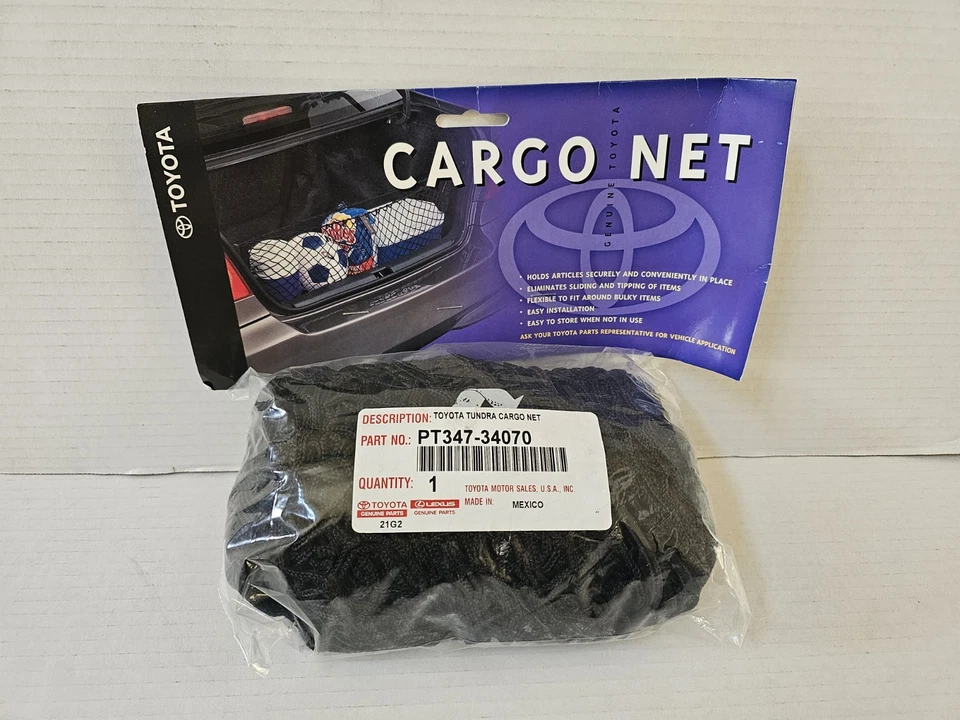 TOYOTA
CARGO NET
GENUINE TOYOTA
• HOLDS ARTICLES SECURELY AND CONVENIENTLY IN PLACE
• ELIMINATES SLIDING AND TIPPING OF ITEMS
• FLEXIBLE TO FIT AROUND BULKY ITEMS
• EASY INSTALLATION
• EASY TO STORE WHEN NOT IN USE
ASK YOUR TOYOTA PARTS REPRESENTATIVE FOR VEHICLE APPLICATION
DESCRIPTION: TOYOTA TUNDRA CARGO NET
PART NO.: PT347-34070
QUANTITY: 1 TOYOTA MOTOR SALES, U.S.A., INC.
TOYOTA LEXUS MADE IN: MEXICO
GENUINE PARTS GENUINE PARTS
21G2